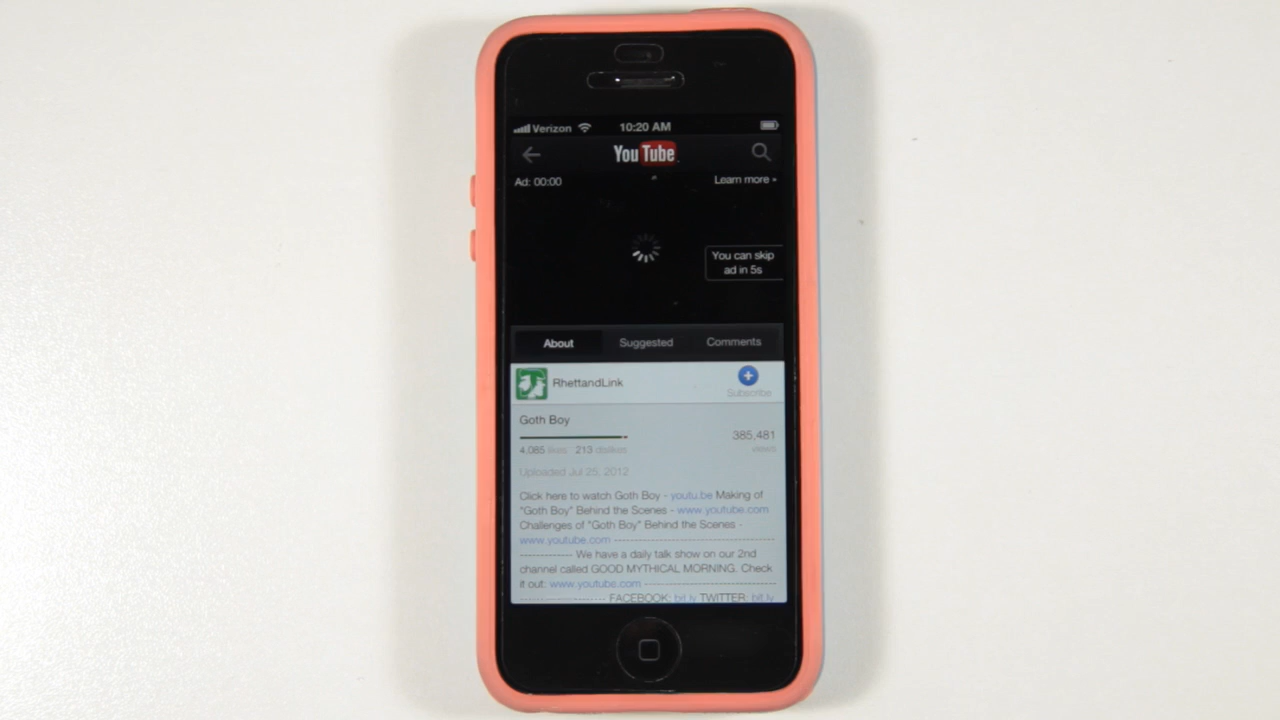 Verizon 10:20 AM
YouTube
Ad: 00:00 Learn more »
You can skip
ad in 5s
About Suggested Comments
RhettandLink
Subscribe
Goth Boy
385,481
4,085 likes 213 dislikes views
Uploaded Jul 25, 2012
Click here to watch Goth Boy - youtu.be Making of
"Goth Boy" Behind the Scenes - www.youtube.com
Challenges of "Goth Boy" Behind the Scenes -
www.youtube.com --------------------------------
----------- We have a daily talk show on our 2nd
channel called GOOD MYTHICAL MORNING. Check
it out: www.youtube.com --------------------------
------------------ FACEBOOK: bit.ly TWITTER: bit.ly